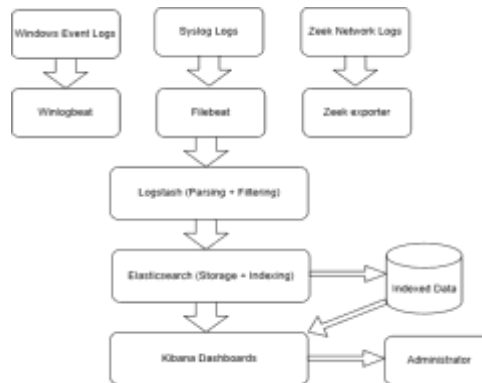 Windows Event Logs
Syslog Logs
Zeek Network Logs
Winlogbeat
Filebeat
Zeek exporter
Logstash (Parsing + Filtering)
Elasticsearch (Storage + Indexing)
Indexed Data
Kibana Dashboards
Administrator